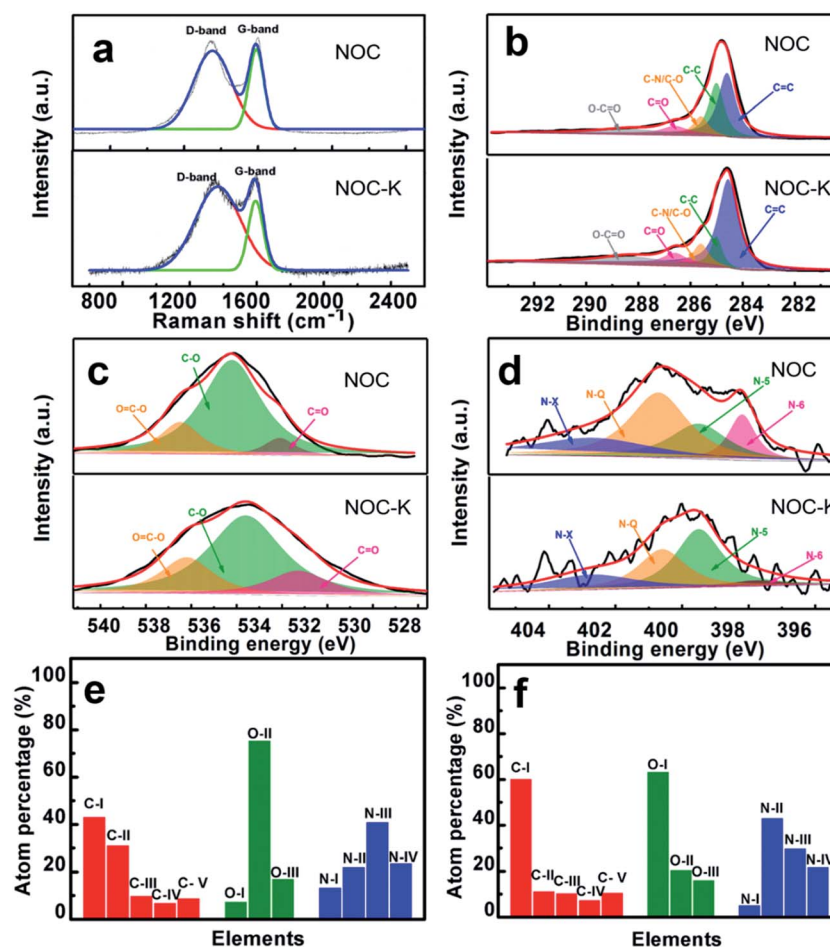 a
D-band
G-band
NOC
D-band
G-band
NOC-K
Intensity (a.u.)
800 1200 1600 2000 2400
Raman shift (cm-1)
b
NOC
C-C
C-N/C-O
C=O
O-C=O
C=C
NOC-K
C-C
C-N/C-O
C=O
O-C=O
C=C
Intensity (a.u.)
292 290 288 286 284 282 280
Binding energy (eV)
c
C-O
NOC
O=C-O
C=O
NOC-K
C-O
O=C-O
C=O
Intensity (a.u.)
540 538 536 534 532 530 528
Binding energy (eV)
d
NOC
N-X
N-Q
N-5
N-6
NOC-K
N-X
N-Q
N-5
N-6
Intensity (a.u.)
404 402 400 398 396
Binding energy (eV)
e
Atom percentage (%)
100
80
60
40
20
0
C-I
C-II
C-III
C-IV
C- V
O-I
O-II
O-III
N-I
N-II
N-III
N-IV
Elements
f
Atom percentage (%)
100
80
60
40
20
0
C-I
C-II
C-III
C-IV
C- V
O-I
O-II
O-III
N-I
N-II
N-III
N-IV
Elements